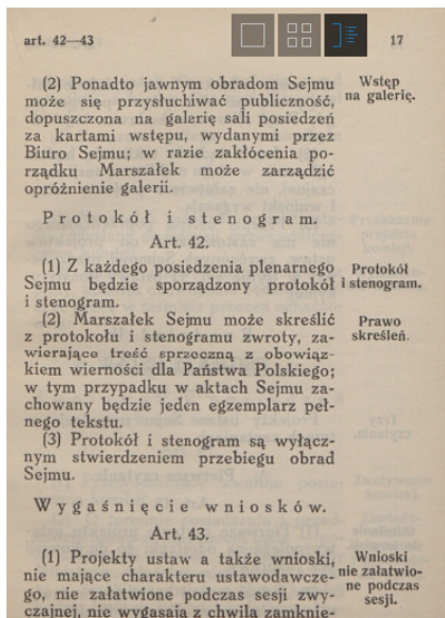 art. 42—43
17
(2) Ponadto jawnym obradom Sejmu
może się przysłuchiwać publiczność,
dopuszczona na galerię sali posiedzeń
za kartami wstępu, wydanymi przez
Biuro Sejmu; w razie zakłócenia po-
rządku Marszałek może zarządzić
opróżnienie galerii.
Wstęp
na galerię.
Protokół i stenogram.
Art. 42.
(1) Z każdego posiedzenia plenarnego
Sejmu będzie sporządzony protokół
i stenogram.
Protokół
i stenogram.
(2) Marszałek Sejmu może skreślić
z protokołu i stenogramu zwroty, za-
wierające treść sprzeczną z obowiąz-
kiem wierności dla Państwa Polskiego;
w tym przypadku w aktach Sejmu za-
chowany będzie jeden egzemplarz peł-
nego tekstu.
Prawo
skreśleń.
(3) Protokół i stenogram są wyłącz-
nym stwierdzeniem przebiegu obrad
Sejmu.
Wygaśnięcie wniosków.
Art. 43.
(1) Projekty ustaw a także wnioski,
nie mające charakteru ustawodawcze-
go, nie załatwione podczas sesji zwy-
czajnej, nie wygasają z chwilą zamknie-
Wnioski
nie załatwio-
ne podczas
sesji.